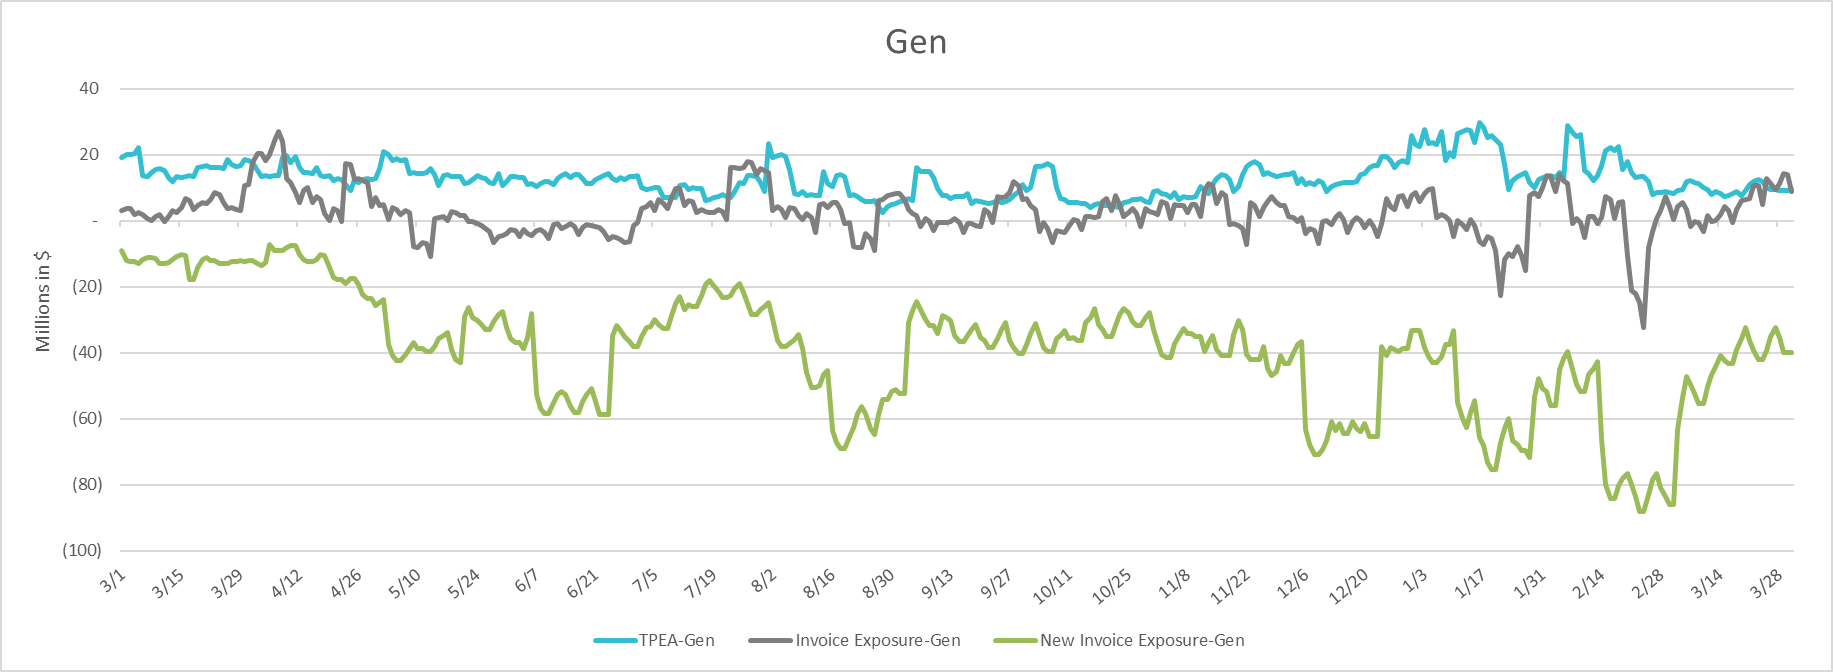 Gen
40
20
-
(20)
(40)
(60)
(80)
(100)
Millions in $
3/1 3/15 3/29 4/12 4/26 5/10 5/24 6/7 6/21 7/5 7/19 8/2 8/16 8/30 9/13 9/27 10/11 10/25 11/8 11/22 12/6 12/20 1/3 1/17 1/31 2/14 2/28 3/14 3/28
TPEA-Gen Invoice Exposure-Gen New Invoice Exposure-Gen